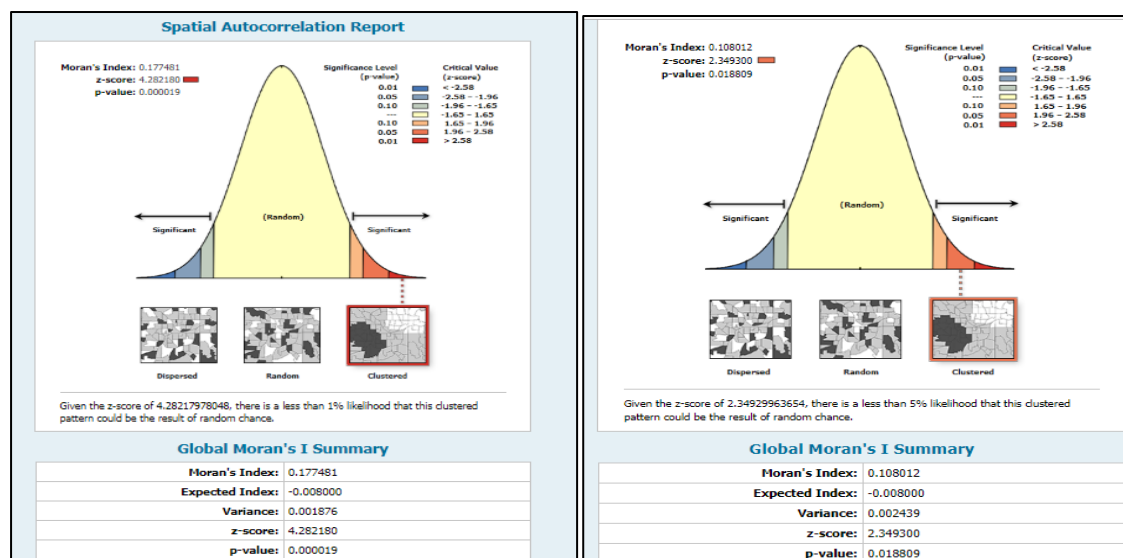 Spatial Autocorrelation Report
Moran's Index: 0.177481
z-score: 4.282180
p-value: 0.000019
Significance Level (p-value)
Critical Value (z-score)
0.01 < -2.58
0.05 -2.58 - -1.96
0.10 -1.96 - -1.65
--- -1.65 - 1.65
0.10 1.65 - 1.96
0.05 1.96 - 2.58
0.01 > 2.58
(Random)
Significant
Significant
Dispersed
Random
Clustered
Given the z-score of 4.28217978048, there is a less than 1% likelihood that this clustered
pattern could be the result of random chance.
Global Moran's I Summary
Moran's Index: 0.177481
Expected Index: -0.008000
Variance: 0.001876
z-score: 4.282180
p-value: 0.000019
Moran's Index: 0.108012
z-score: 2.349300
p-value: 0.018809
Significance Level (p-value)
Critical Value (z-score)
0.01 < -2.58
0.05 -2.58 - -1.96
0.10 -1.96 - -1.65
--- -1.65 - 1.65
0.10 1.65 - 1.96
0.05 1.96 - 2.58
0.01 > 2.58
(Random)
Significant
Significant
Dispersed
Random
Clustered
Given the z-score of 2.34929963654, there is a less than 5% likelihood that this clustered
pattern could be the result of random chance.
Global Moran's I Summary
Moran's Index: 0.108012
Expected Index: -0.008000
Variance: 0.002439
z-score: 2.349300
p-value: 0.018809